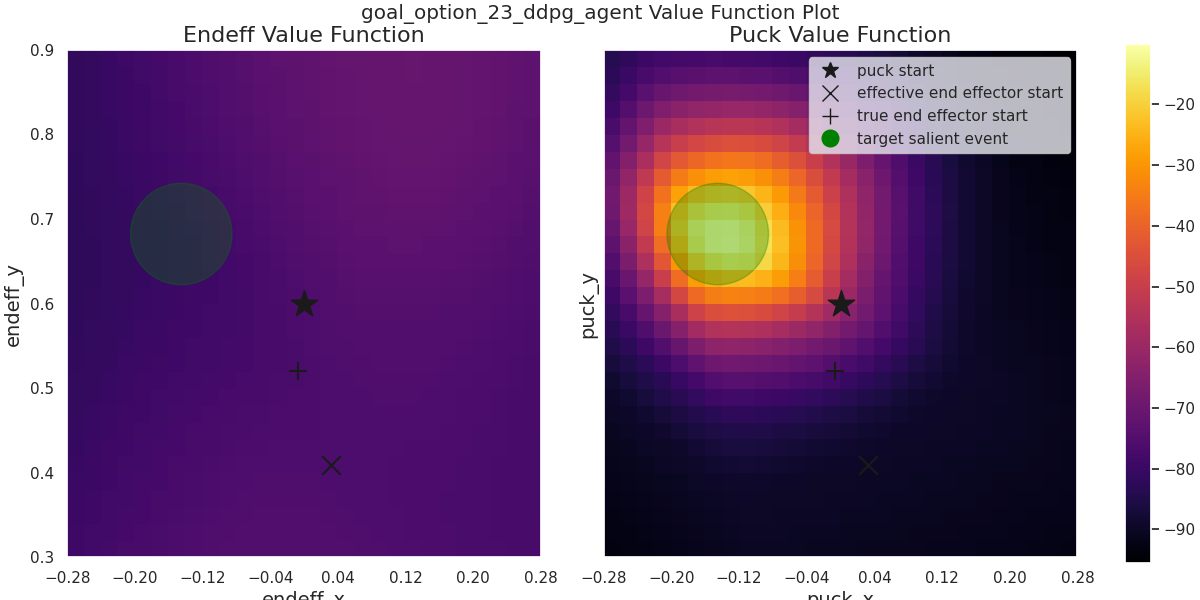 goal_option_23_ddpg_agent Value Function Plot
Endeff Value Function
Puck Value Function
0.9
0.8
0.7
0.6
0.5
0.4
0.3
endeff_y
−0.28 −0.20 −0.12 −0.04 0.04 0.12 0.20 0.28
endeff_x
puck start
effective end effector start
true end effector start
target salient event
puck_y
−0.28 −0.20 −0.12 −0.04 0.04 0.12 0.20 0.28
puck_x
−20
−30
−40
−50
−60
−70
−80
−90